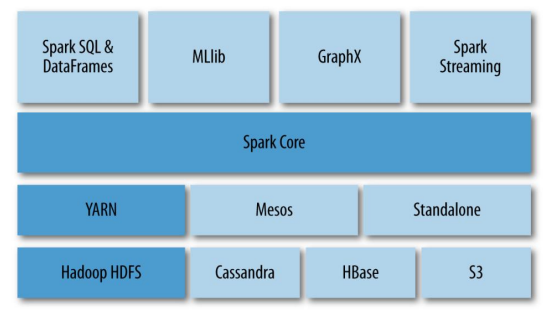 Spark SQL &
DataFrames
MLlib
GraphX
Spark
Streaming
Spark Core
YARN
Mesos
Standalone
Hadoop HDFS
Cassandra
HBase
S3